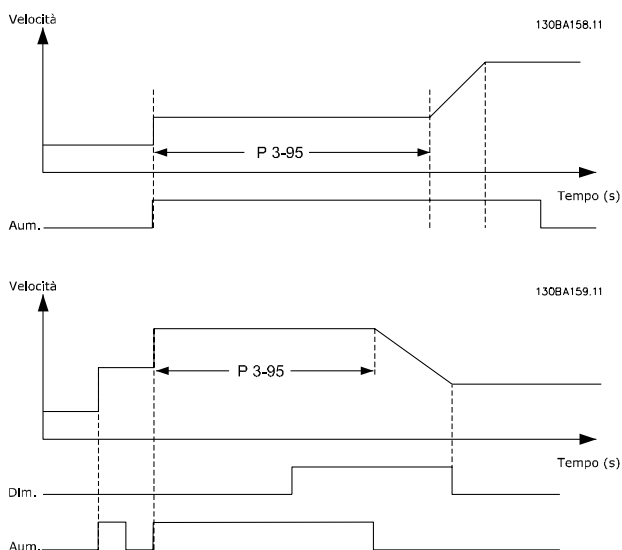 Velocità
130BA158.11
P 3-95
Tempo (s)
Aum.
Velocità
130BA159.11
P 3-95
Tempo (s)
DIm.
Aum.